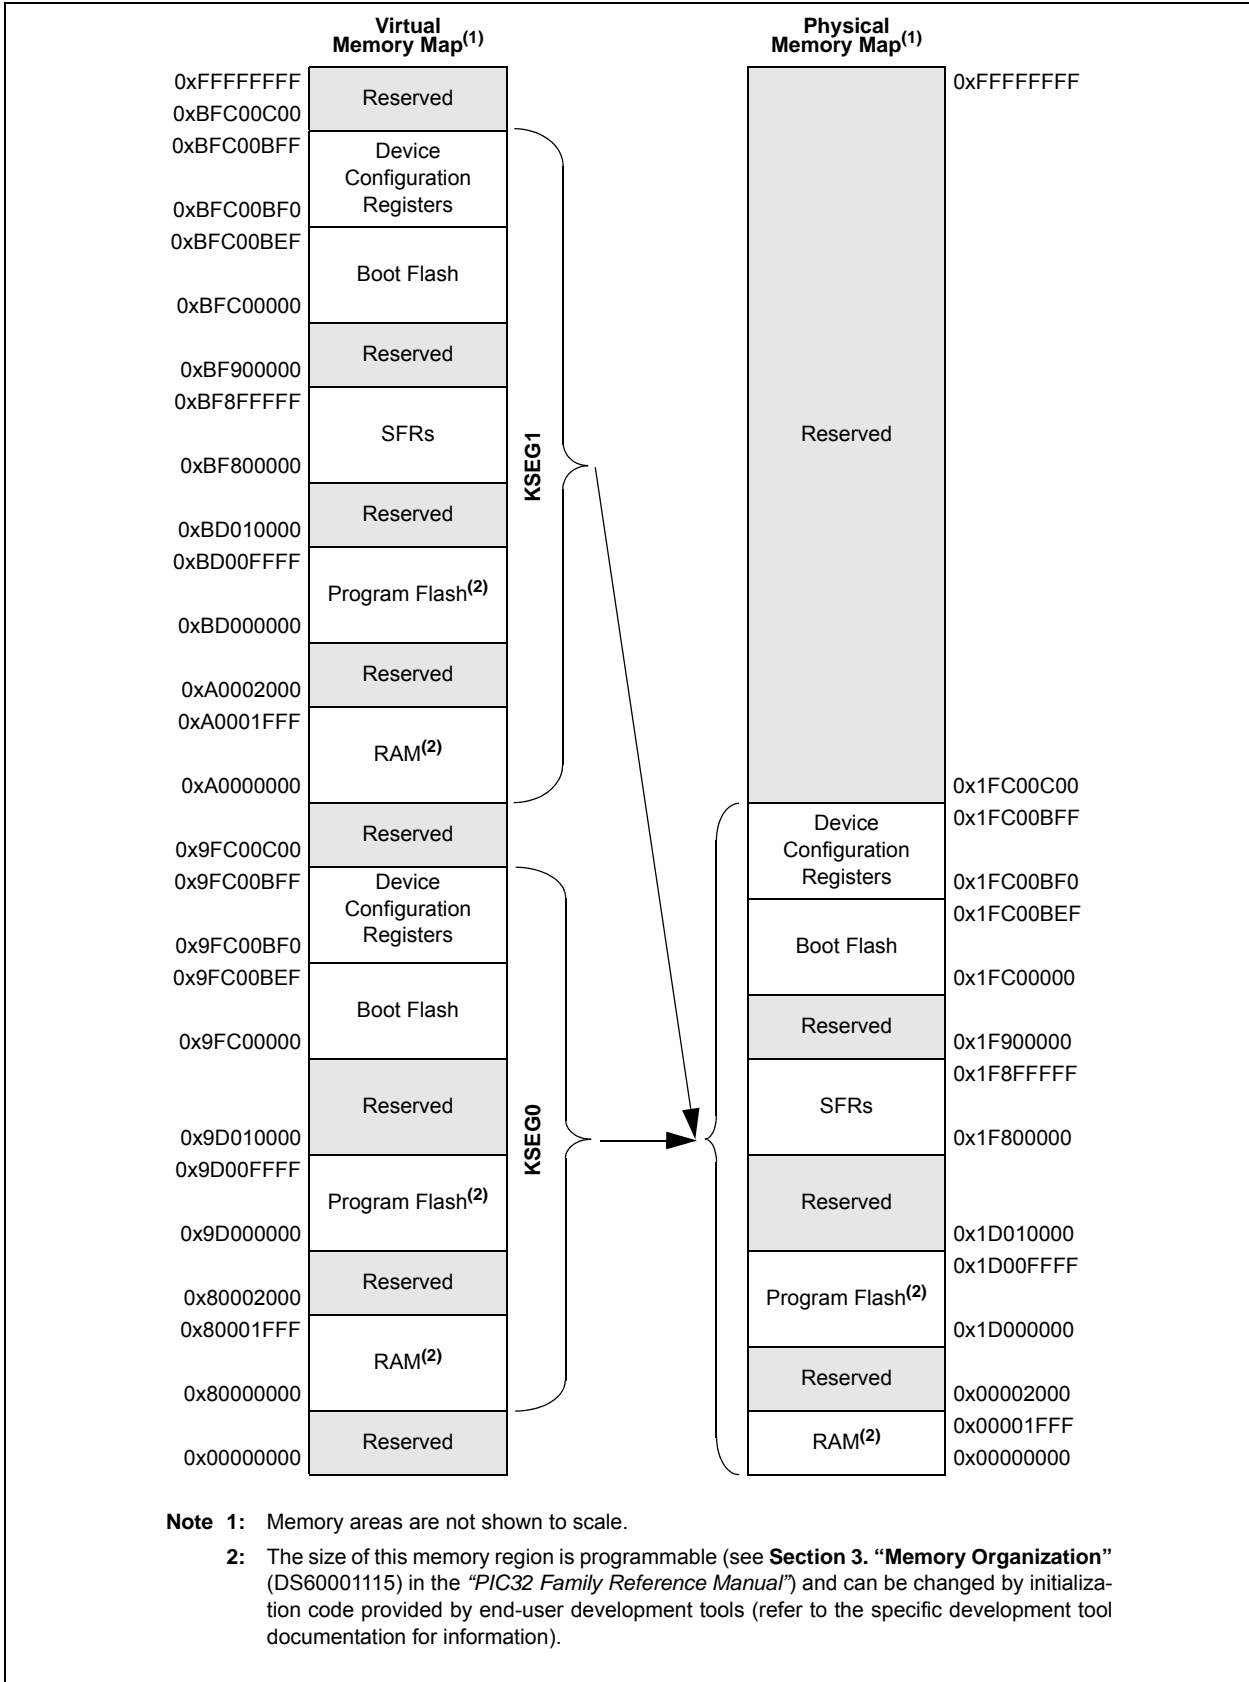 Virtual
Memory Map(1)
0xFFFFFFFF
Reserved
0xBFC00C00
0xBFC00BFF
Device
Configuration
Registers
0xBFC00BF0
0xBFC00BEF
Boot Flash
0xBFC00000
Reserved
0xBF900000
0xBF8FFFFF
SFRs
0xBF800000
Reserved
0xBD010000
0xBD00FFFF
Program Flash(2)
0xBD000000
Reserved
0xA0002000
0xA0001FFF
RAM(2)
0xA0000000
KSEG1
Reserved
0x9FC00C00
0x9FC00BFF
Device
Configuration
Registers
0x9FC00BF0
0x9FC00BEF
Boot Flash
0x9FC00000
Reserved
0x9D010000
0x9D00FFFF
Program Flash(2)
0x9D000000
Reserved
0x80002000
0x80001FFF
RAM(2)
0x80000000
KSEG0
Reserved
0x00000000
Physical
Memory Map(1)
0xFFFFFFFF
Reserved
0x1FC00C00
0x1FC00BFF
Device
Configuration
Registers
0x1FC00BF0
0x1FC00BEF
Boot Flash
0x1FC00000
Reserved
0x1F900000
0x1F8FFFFF
SFRs
0x1F800000
Reserved
0x1D010000
0x1D00FFFF
Program Flash(2)
0x1D000000
Reserved
0x00002000
0x00001FFF
RAM(2)
0x00000000
Note 1: Memory areas are not shown to scale.
2: The size of this memory region is programmable (see Section 3. “Memory Organization”
(DS60001115) in the “PIC32 Family Reference Manual”) and can be changed by initializa-
tion code provided by end-user development tools (refer to the specific development tool
documentation for information).